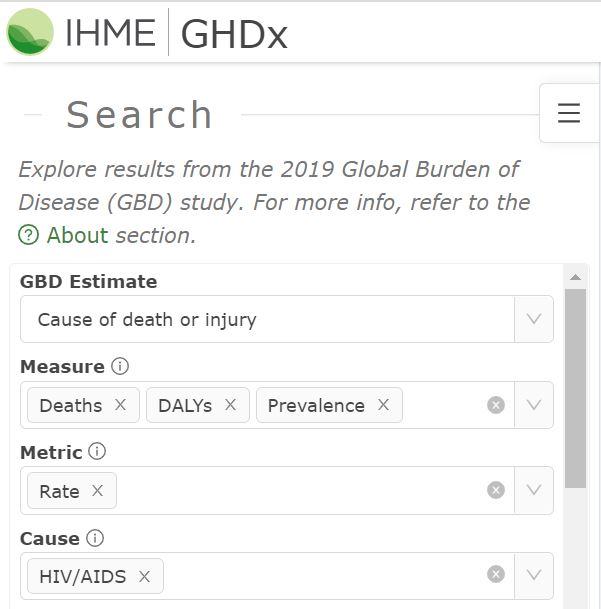 IHME GHDx
Search
Explore results from the 2019 Global Burden of
Disease (GBD) study. For more info, refer to the
? About section.
GBD Estimate
Cause of death or injury
Measure i
Deaths X DALYs X Prevalence X
Metric i
Rate X
Cause i
HIV/AIDS X